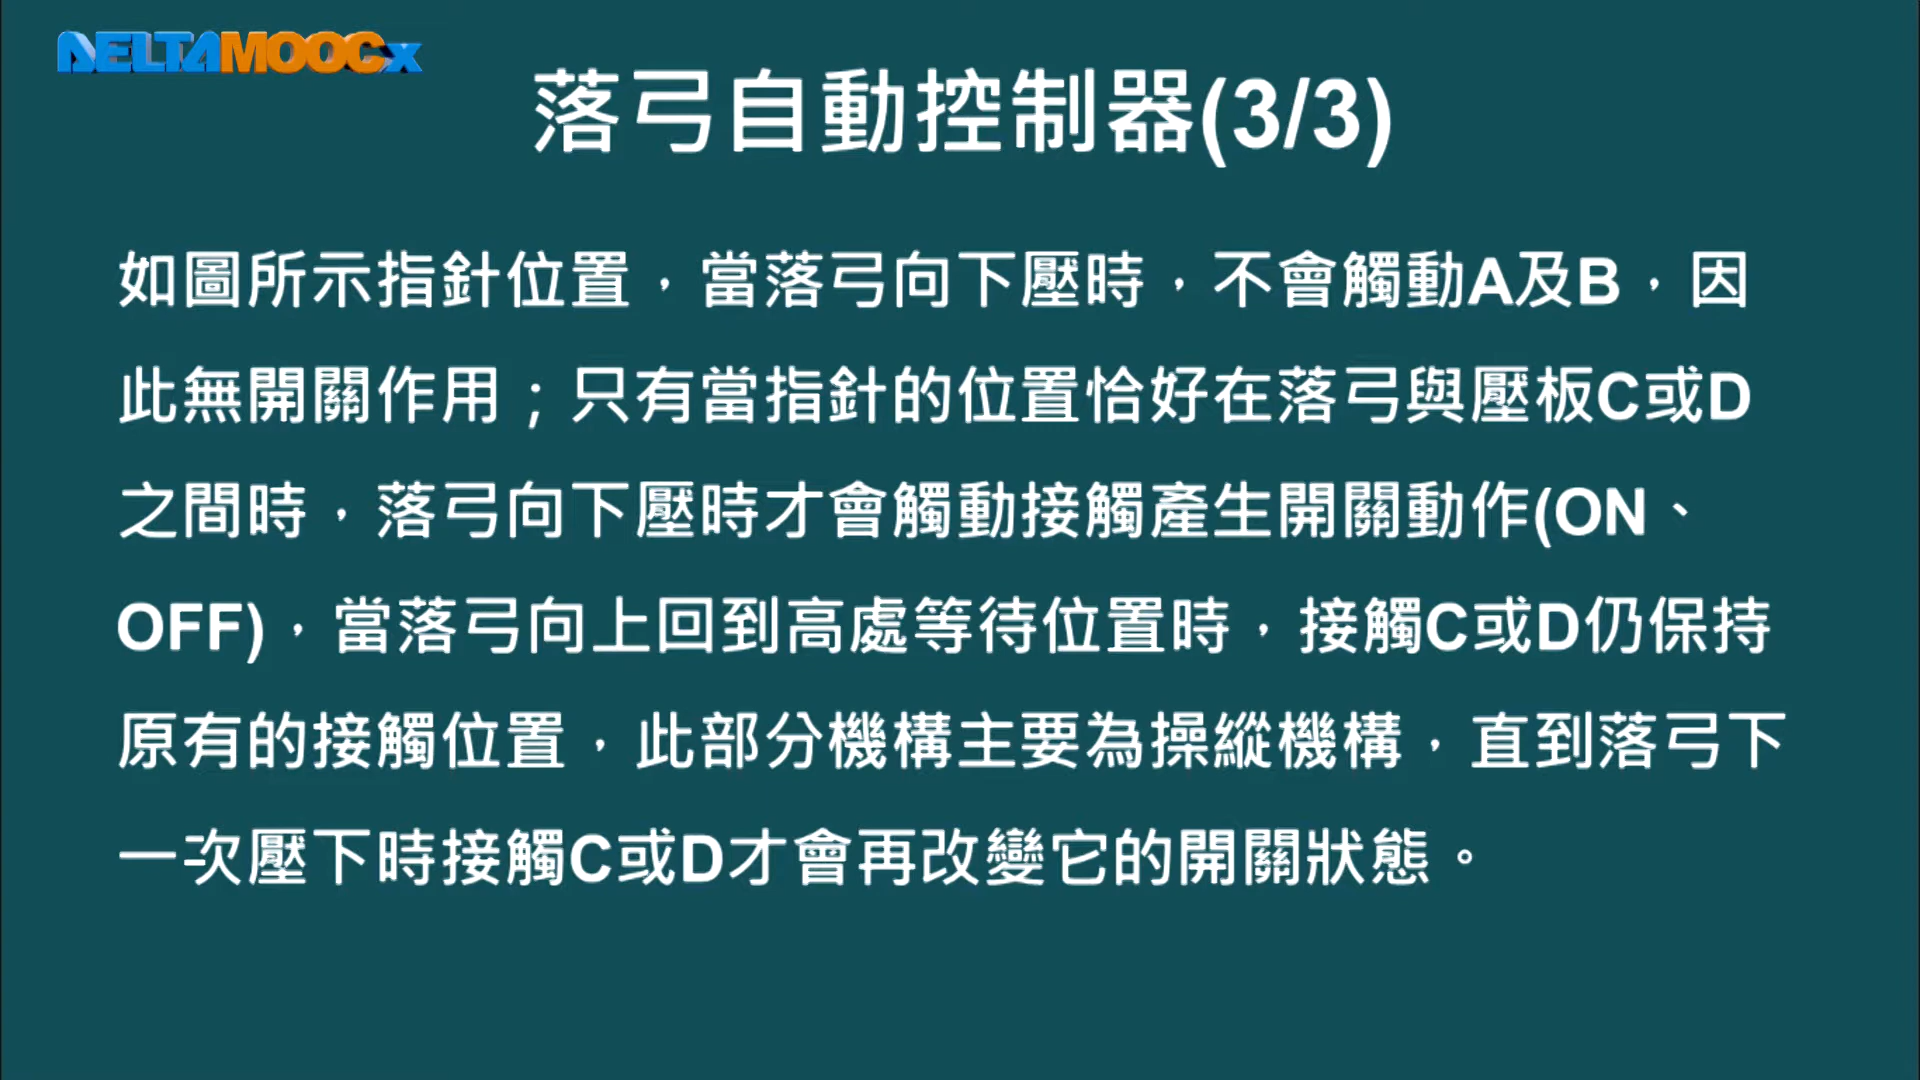 DELTAMOOCx
落弓自動控制器(3/3)
如圖所示指針位置，當落弓向下壓時，不會觸動A及B，因
此無開關作用；只有當指針的位置恰好在落弓與壓板C或D
之間時，落弓向下壓時才會觸動接觸產生開關動作(ON、
OFF)，當落弓向上回到高處等待位置時，接觸C或D仍保持
原有的接觸位置，此部分機構主要為操縱機構，直到落弓下
一次壓下時接觸C或D才會再改變它的開關狀態。